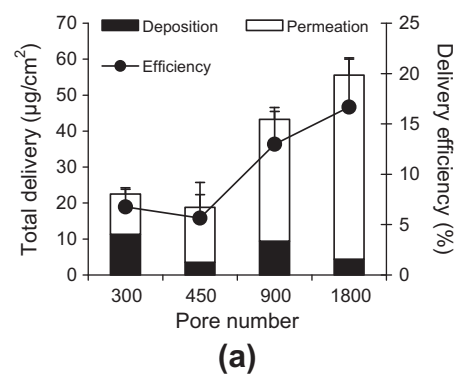 70
60
50
40
30
20
10
0
Total delivery (µg/cm²)
Deposition Permeation
Efficiency
25
20
15
10
5
0
Delivery efficiency (%)
300 450 900 1800
Pore number
(a)